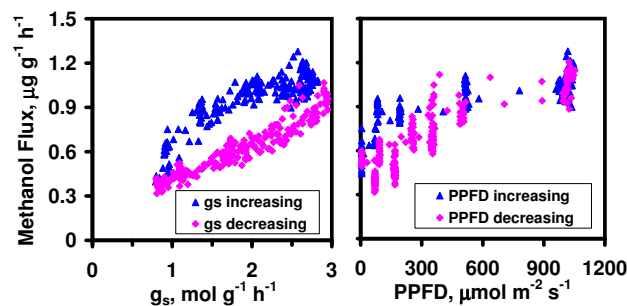 Methanol Flux, µg g⁻¹ h⁻¹
1.5
1.2
0.9
0.6
0.3
0
gs increasing
gs decreasing
0 1 2 3
gₛ, mol g⁻¹ h⁻¹
PPFD increasing
PPFD decreasing
0 300 600 900 1200
PPFD, µmol m⁻² s⁻¹